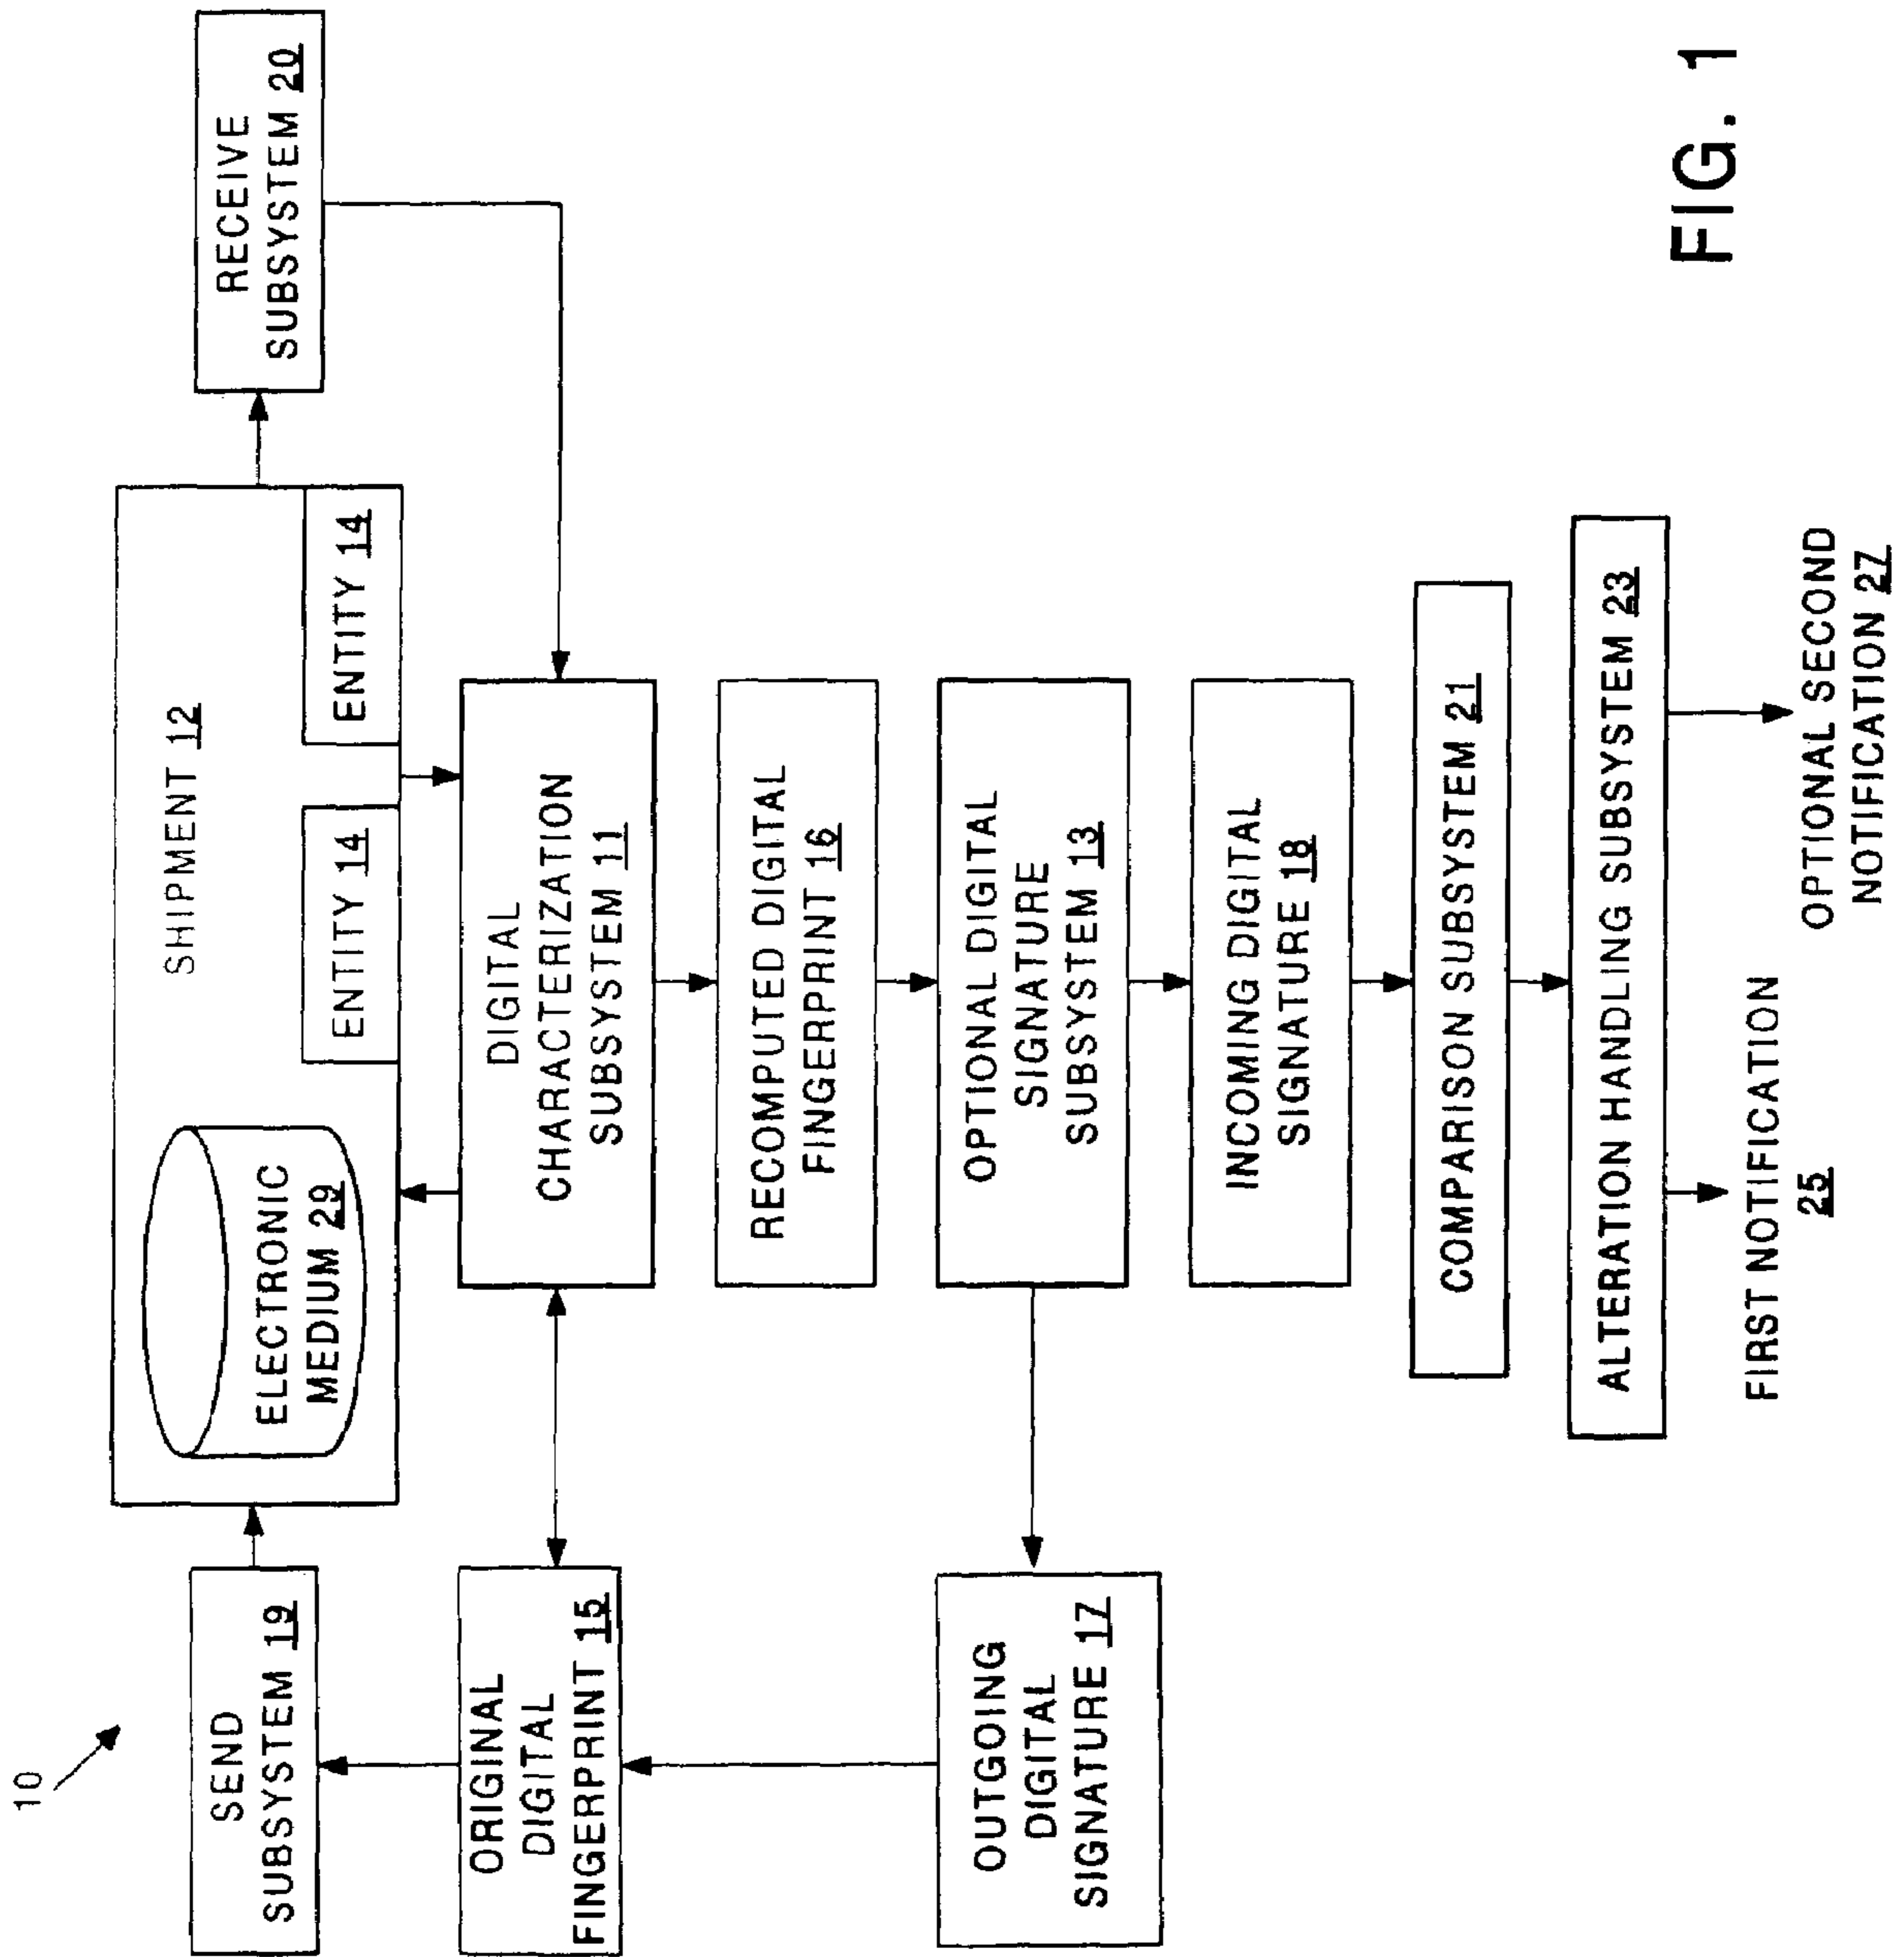 10
SEND
SUBSYSTEM 19
SHIPMENT 12
ELECTRONIC
MEDIUM 29
ENTITY 14
ENTITY 14
RECEIVE
SUBSYSTEM 20
ORIGINAL
DIGITAL
FINGERPRINT 15
DIGITAL
CHARACTERIZATION
SUBSYSTEM 11
RECOMPUTED DIGITAL
FINGERPRINT 16
OUTGOING
DIGITAL
SIGNATURE 17
OPTIONAL DIGITAL
SIGNATURE
SUBSYSTEM 13
INCOMING DIGITAL
SIGNATURE 18
COMPARISON SUBSYSTEM 21
ALTERATION HANDLING SUBSYSTEM 23
FIRST NOTIFICATION
25
OPTIONAL SECOND
NOTIFICATION 27
FIG. 1